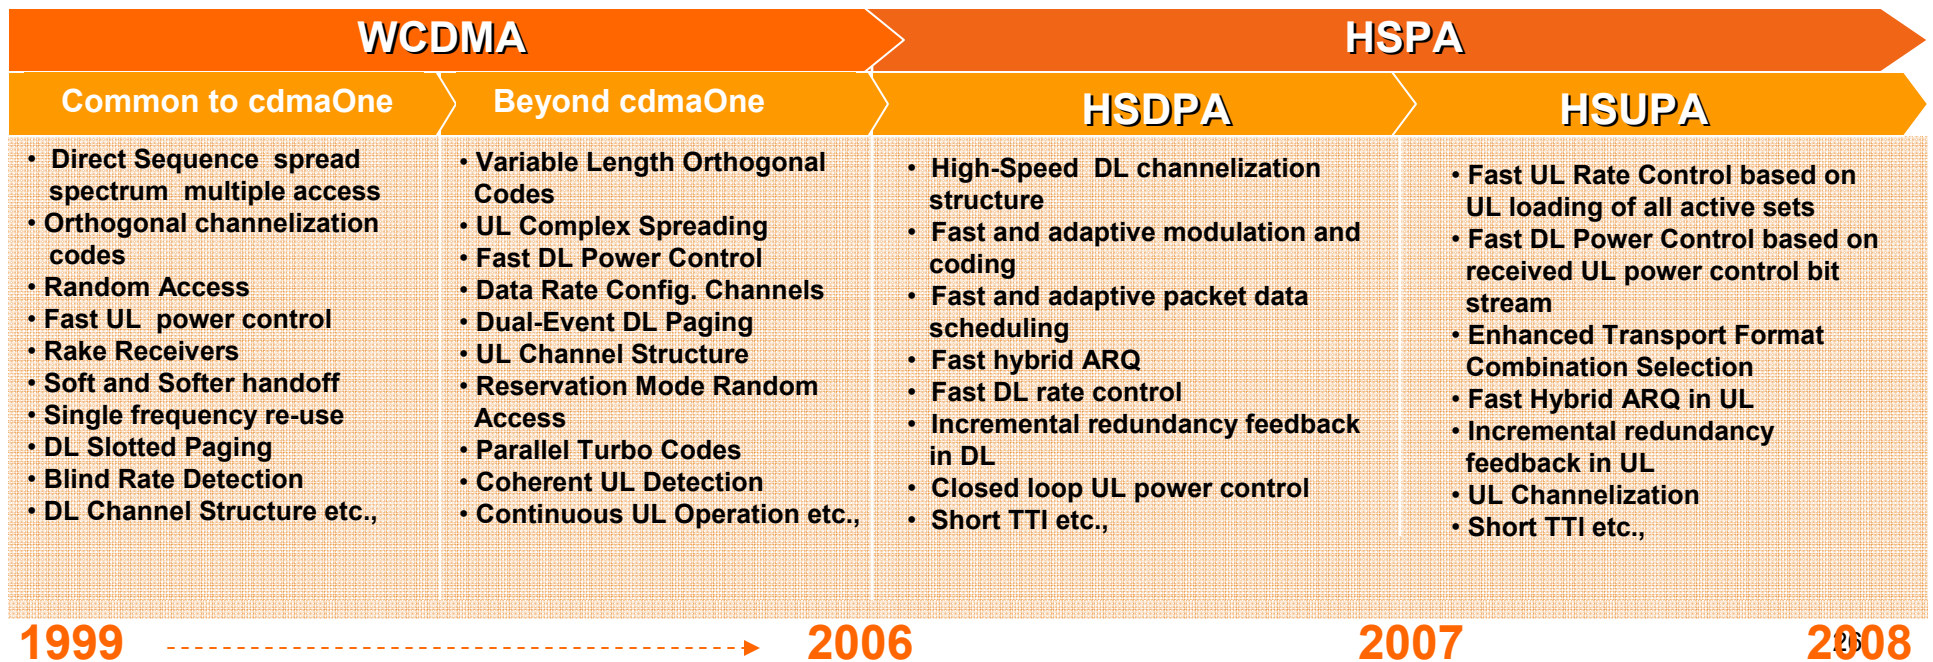 WCDMA
HSPA
Common to cdmaOne
Beyond cdmaOne
HSDPA
HSUPA
• Direct Sequence spread
spectrum multiple access
• Orthogonal channelization
codes
• Random Access
• Fast UL power control
• Rake Receivers
• Soft and Softer handoff
• Single frequency re-use
• DL Slotted Paging
• Blind Rate Detection
• DL Channel Structure etc.,
• Variable Length Orthogonal
Codes
• UL Complex Spreading
• Fast DL Power Control
• Data Rate Config. Channels
• Dual-Event DL Paging
• UL Channel Structure
• Reservation Mode Random
Access
• Parallel Turbo Codes
• Coherent UL Detection
• Continuous UL Operation etc.,
• High-Speed DL channelization
structure
• Fast and adaptive modulation and
coding
• Fast and adaptive packet data
scheduling
• Fast hybrid ARQ
• Fast DL rate control
• Incremental redundancy feedback
in DL
• Closed loop UL power control
• Short TTI etc.,
• Fast UL Rate Control based on
UL loading of all active sets
• Fast DL Power Control based on
received UL power control bit
stream
• Enhanced Transport Format
Combination Selection
• Fast Hybrid ARQ in UL
• Incremental redundancy
feedback in UL
• UL Channelization
• Short TTI etc.,
1999
2006
2007
2008
26